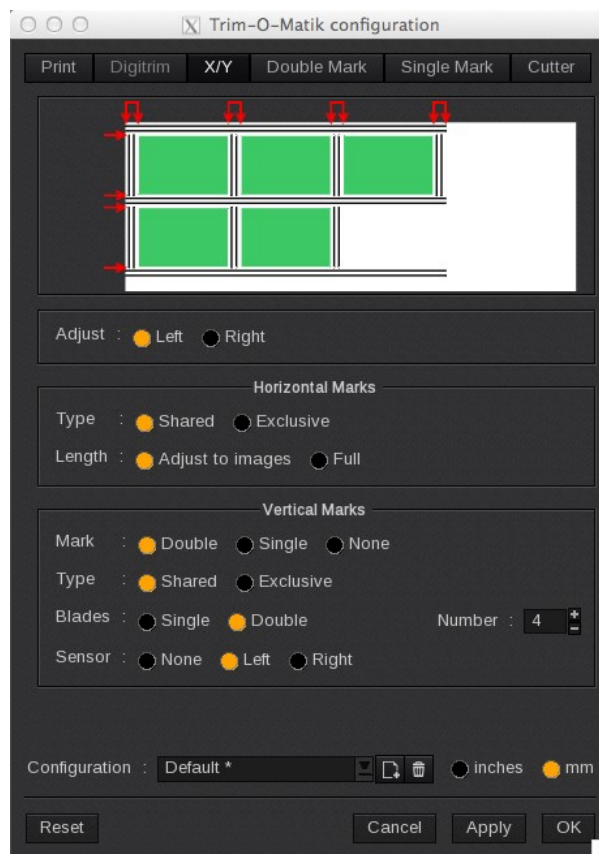 Trim-O-Matik configuration
Print Digitrim X/Y Double Mark Single Mark Cutter
Adjust : Left Right
Horizontal Marks
Type : Shared Exclusive
Length : Adjust to images Full
Vertical Marks
Mark : Double Single None
Type : Shared Exclusive
Blades : Single Double Number : 4
Sensor : None Left Right
Configuration : Default * inches mm
Reset Cancel Apply OK